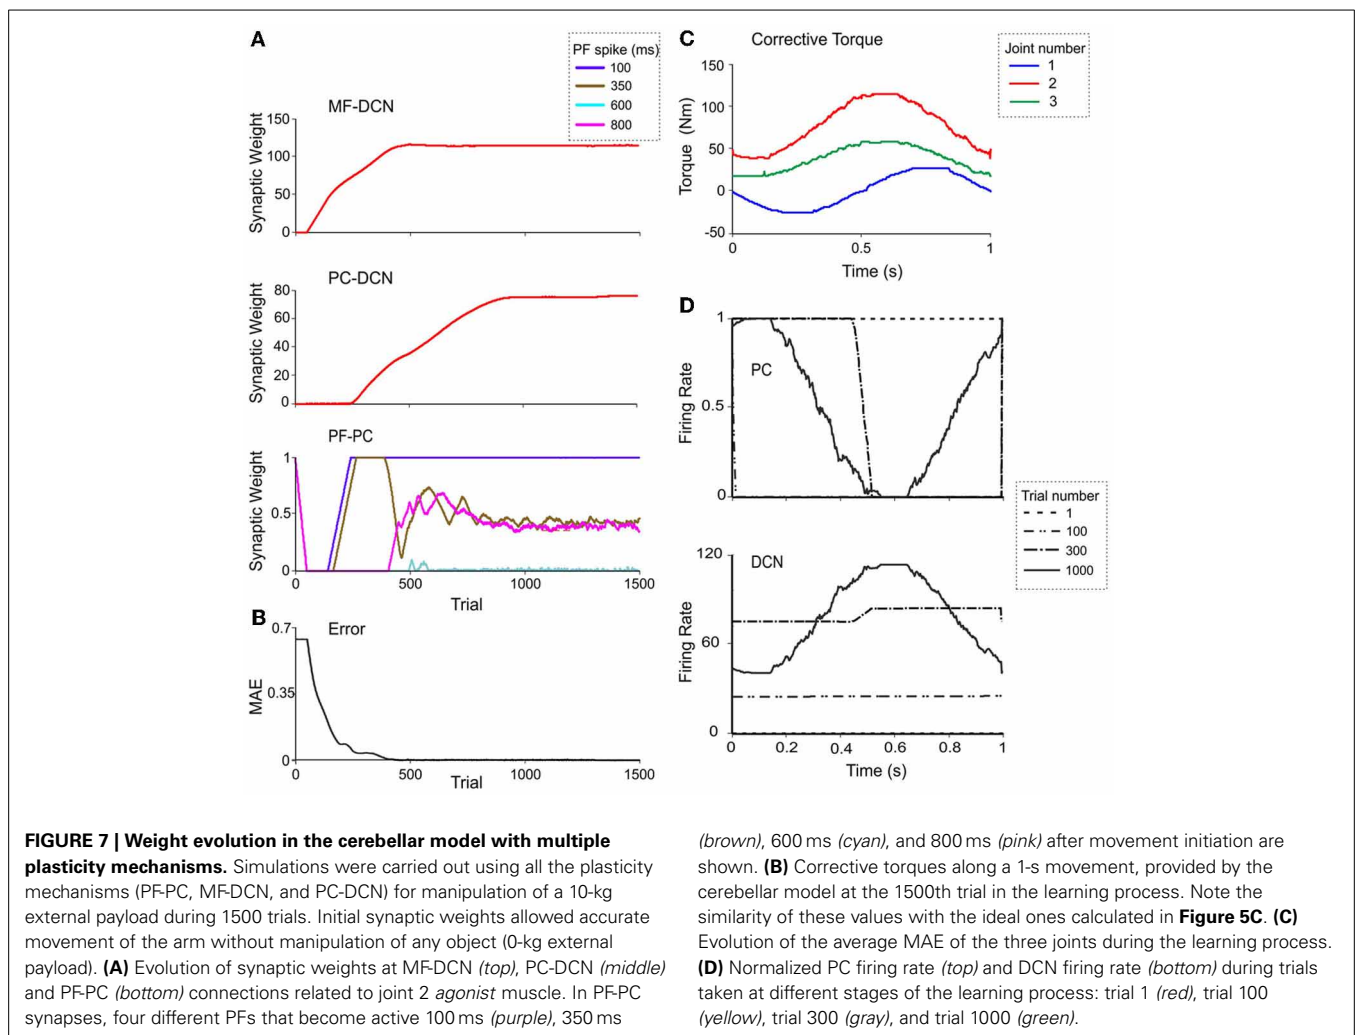 A
PF spike (ms)
100
350
600
800
MF-DCN
150
100
50
0
Synaptic Weight
PC-DCN
80
60
40
20
0
Synaptic Weight
PF-PC
1
0.5
0
Synaptic Weight
0
500
1000
1500
Trial
B
Error
0.7
0.35
0
MAE
0
500
1000
1500
Trial
C
Corrective Torque
Joint number
1
2
3
150
100
50
0
-50
Torque (Nm)
0
0.5
1
Time (s)
D
1
0.5
0
Firing Rate
PC
Trial number
1
100
300
1000
120
60
0
Firing Rate
DCN
0
0.2
0.4
0.6
0.8
1
Time (s)
FIGURE 7 | Weight evolution in the cerebellar model with multiple
plasticity mechanisms. Simulations were carried out using all the plasticity
mechanisms (PF-PC, MF-DCN, and PC-DCN) for manipulation of a 10-kg
external payload during 1500 trials. Initial synaptic weights allowed accurate
movement of the arm without manipulation of any object (0-kg external
payload). (A) Evolution of synaptic weights at MF-DCN (top), PC-DCN (middle)
and PF-PC (bottom) connections related to joint 2 agonist muscle. In PF-PC
synapses, four different PFs that become active 100 ms (purple), 350 ms
(brown), 600 ms (cyan), and 800 ms (pink) after movement initiation are
shown. (B) Corrective torques along a 1-s movement, provided by the
cerebellar model at the 1500th trial in the learning process. Note the
similarity of these values with the ideal ones calculated in Figure 5C. (C)
Evolution of the average MAE of the three joints during the learning process.
(D) Normalized PC firing rate (top) and DCN firing rate (bottom) during trials
taken at different stages of the learning process: trial 1 (red), trial 100
(yellow), trial 300 (gray), and trial 1000 (green).